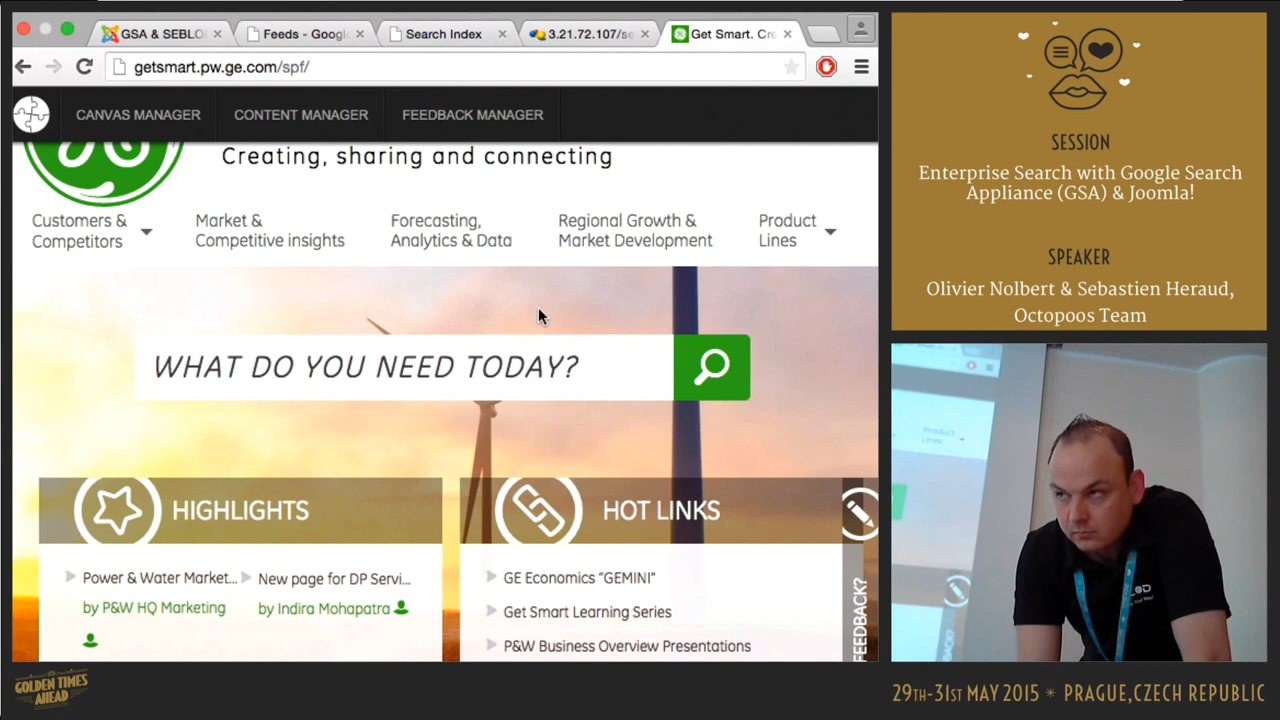 GSA & SEBLO
Feeds - Google
Search Index
3.21.72.107/se
Get Smart. Cr
getsmart.pw.ge.com/spf/
CANVAS MANAGER
CONTENT MANAGER
FEEDBACK MANAGER
Creating, sharing and connecting
Customers &
Competitors
Market &
Competitive insights
Forecasting,
Analytics & Data
Regional Growth &
Market Development
Product
Lines
WHAT DO YOU NEED TODAY?
HIGHLIGHTS
Power & Water Market...
by P&W HQ Marketing
New page for DP Servi...
by Indira Mohapatra
HOT LINKS
GE Economics "GEMINI"
Get Smart Learning Series
P&W Business Overview Presentations
FEEDBACK?
SESSION
Enterprise Search with Google Search
Appliance (GSA) & Joomla!
SPEAKER
Olivier Nolbert & Sebastien Heraud,
Octopoos Team
Product
Lines
GOLDEN TIMES
AHEAD
29TH-31ST MAY 2015 * PRAGUE,CZECH REPUBLIC